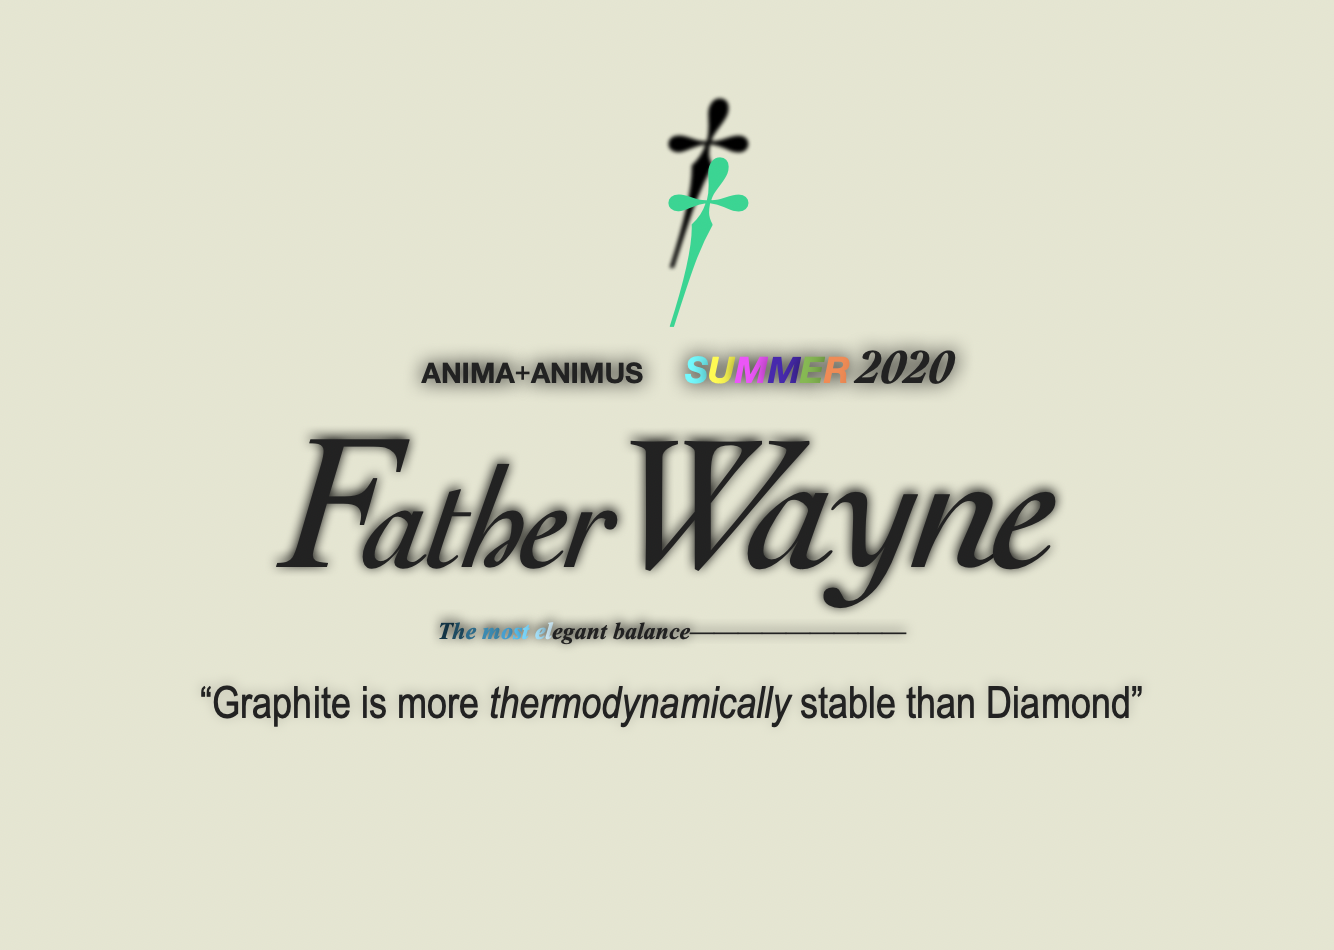 ANIMA+ANIMUS SUMMER 2020
Father Wayne
The most elegant balance—————————
“Graphite is more thermodynamically stable than Diamond”